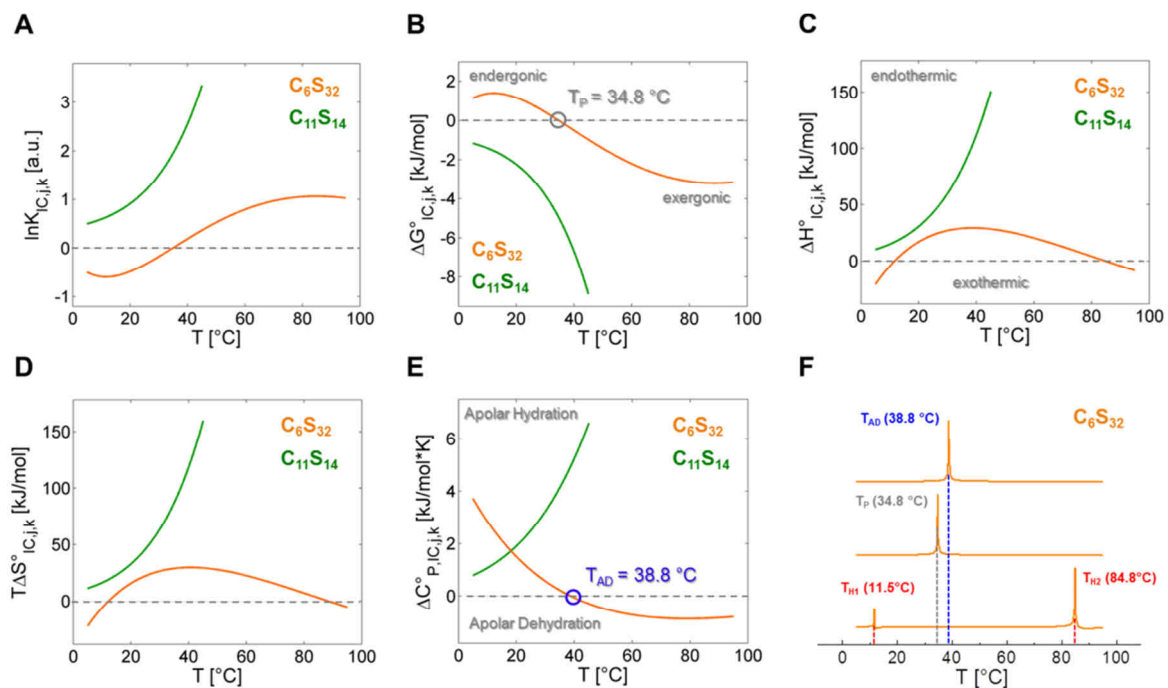 A
lnK_IC,j,k [a.u.]
3
2
1
0
-1
C6S32
C11S14
0 20 40 60 80 100
T [°C]
B
ΔG°_IC,j,k [kJ/mol]
2
0
-2
-4
-6
-8
endergonic
T_P = 34.8 °C
exergonic
C6S32
C11S14
0 20 40 60 80 100
T [°C]
C
ΔH°_IC,j,k [kJ/mol]
150
100
50
0
endothermic
C6S32
C11S14
exothermic
0 20 40 60 80 100
T [°C]
D
TΔS°_IC,j,k [kJ/mol]
150
100
50
0
C6S32
C11S14
0 20 40 60 80 100
T [°C]
E
ΔC°_P,IC,j,k [kJ/mol*K]
6
4
2
0
Apolar Hydration
C6S32
C11S14
T_AD = 38.8 °C
Apolar Dehydration
0 20 40 60 80 100
T [°C]
F
C6S32
T_AD (38.8 °C)
T_P (34.8 °C)
T_H1 (11.5°C)
T_H2 (84.8°C)
0 20 40 60 80 100
T [°C]